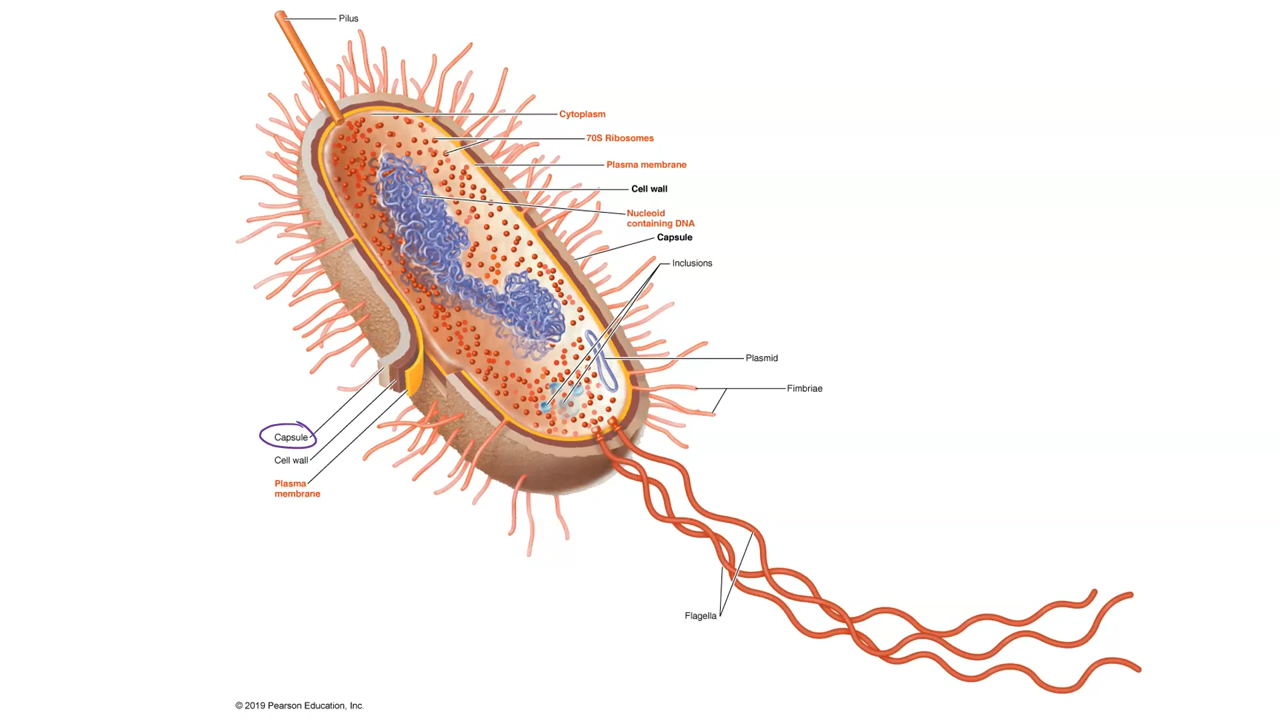 Pilus
Cytoplasm
70S Ribosomes
Plasma membrane
Cell wall
Nucleoid
containing DNA
Capsule
Inclusions
Plasmid
Fimbriae
Capsule
Cell wall
Plasma
membrane
Flagella
© 2019 Pearson Education, Inc.